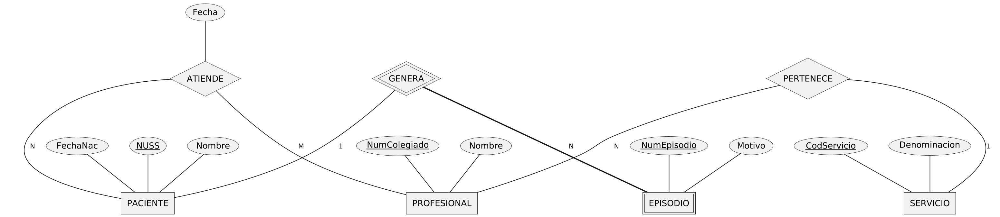 Fecha
ATIENDE
GENERA
PERTENECE
N
FechaNac
NUSS
Nombre
M
1
NumColegiado
Nombre
N
N
NumEpisodio
Motivo
CodServicio
Denominacion
1
PACIENTE
PROFESIONAL
EPISODIO
SERVICIO